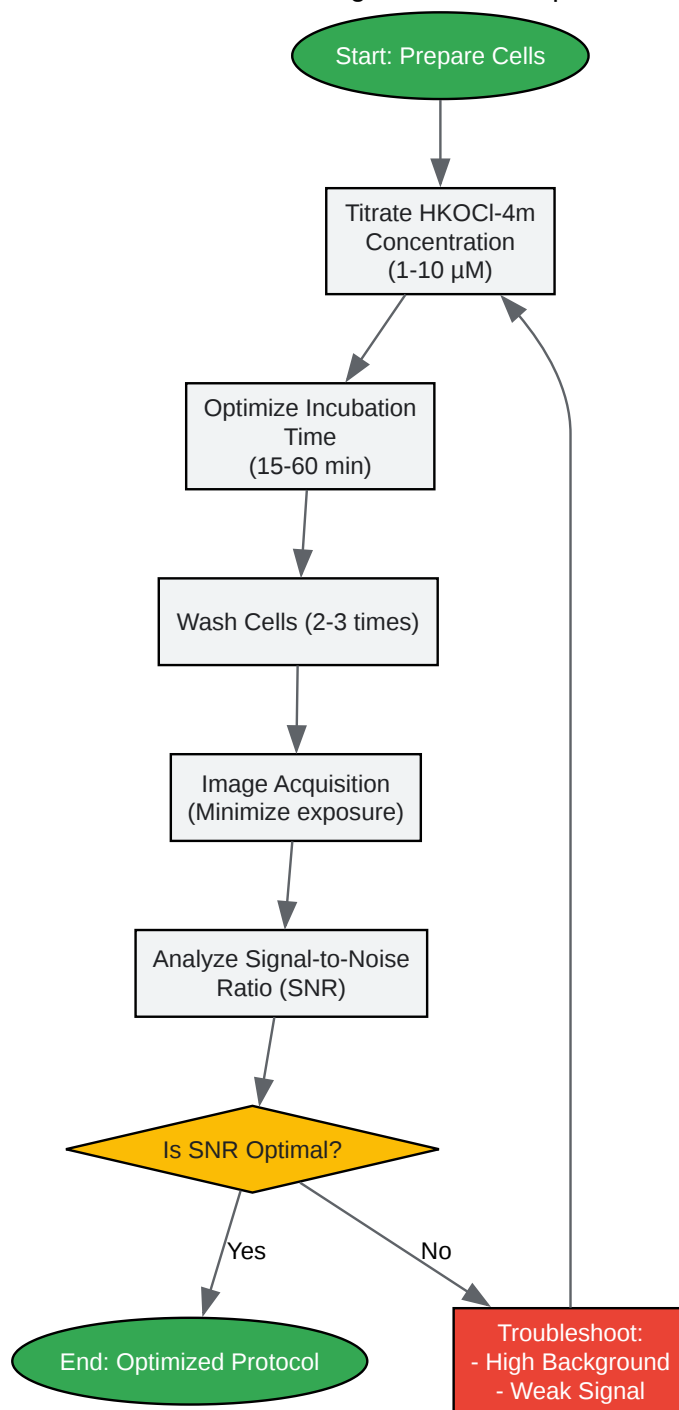 Start: Prepare Cells
Titrate HKOCl-4m
Concentration
(1-10 µM)
Optimize Incubation
Time
(15-60 min)
Wash Cells (2-3 times)
Image Acquisition
(Minimize exposure)
Analyze Signal-to-Noise
Ratio (SNR)
Is SNR Optimal?
Yes
No
End: Optimized Protocol
Troubleshoot:
- High Background
- Weak Signal